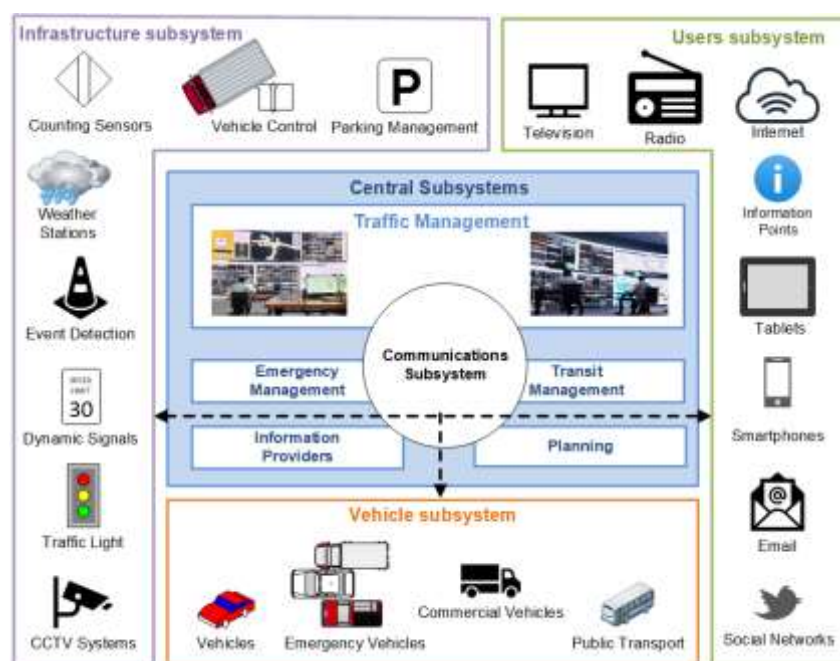 Infrastructure subsystem
Users subsystem
Counting Sensors
Vehicle Control
P
Parking Management
Television
Radio
Internet
Weather
Stations
Event Detection
SPEED
LIMIT
30
Dynamic Signals
Traffic Light
CCTV Systems
Central Subsystems
Traffic Management
Communications
Subsystem
Emergency
Management
Transit
Management
Information
Providers
Planning
Vehicle subsystem
Vehicles
Emergency Vehicles
Commercial Vehicles
Public Transport
i
Information
Points
Tablets
Smartphones
@
Email
Social Networks